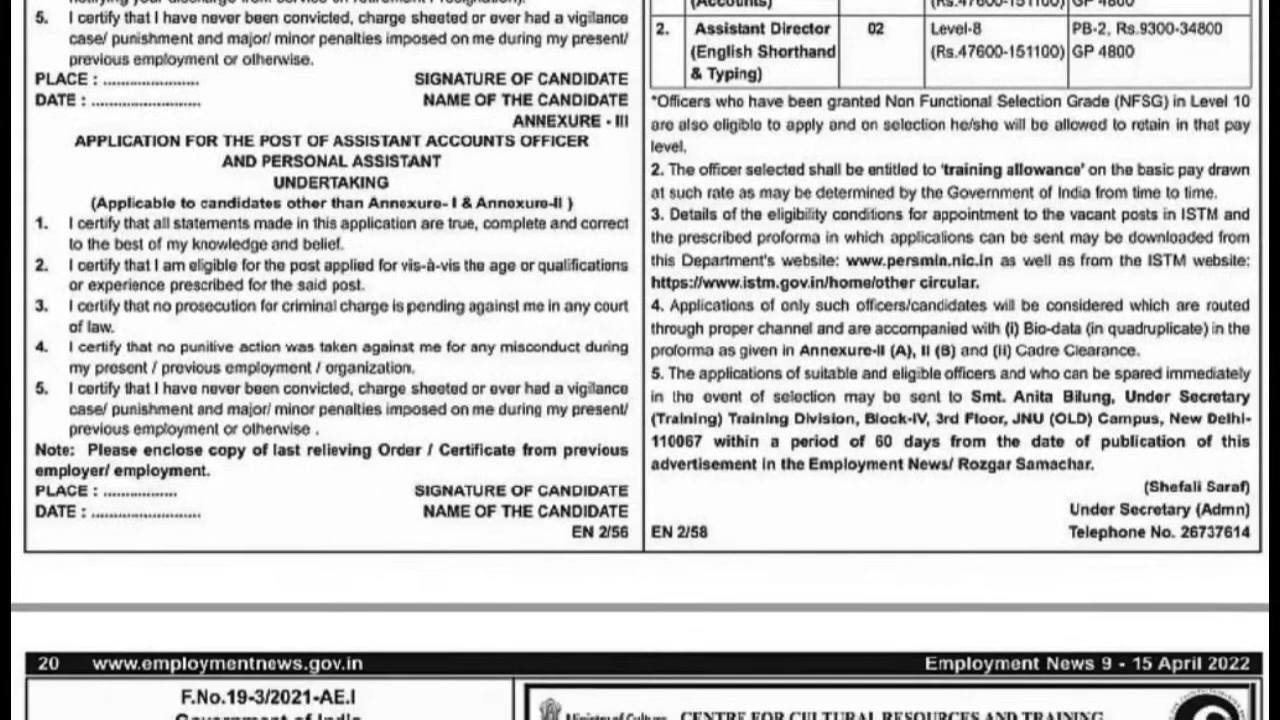 notifying your discharge from service on retirement / resignation).
5. I certify that I have never been convicted, charge sheeted or ever had a vigilance
case/ punishment and major/ minor penalties imposed on me during my present/
previous employment or otherwise.
PLACE : ........................ SIGNATURE OF CANDIDATE
DATE : ........................... NAME OF THE CANDIDATE
ANNEXURE - III
APPLICATION FOR THE POST OF ASSISTANT ACCOUNTS OFFICER
AND PERSONAL ASSISTANT
UNDERTAKING
(Applicable to candidates other than Annexure- I & Annexure-II )
1. I certify that all statements made in this application are true, complete and correct
to the best of my knowledge and belief.
2. I certify that I am eligible for the post applied for vis-à-vis the age or qualifications
or experience prescribed for the said post.
3. I certify that no prosecution for criminal charge is pending against me in any court
of law.
4. I certify that no punitive action was taken against me for any misconduct during
my present / previous employment / organization.
5. I certify that I have never been convicted, charge sheeted or ever had a vigilance
case/ punishment and major/ minor penalties imposed on me during my present/
previous employment or otherwise .
Note: Please enclose copy of last relieving Order / Certificate from previous
employer/ employment.
PLACE : .................. SIGNATURE OF CANDIDATE
DATE : ........................... NAME OF THE CANDIDATE
EN 2/56
(Accounts) (Rs.47600-151100) GP 4800
2. Assistant Director 02 Level-8 PB-2, Rs.9300-34800
(English Shorthand (Rs.47600-151100) GP 4800
& Typing)
*Officers who have been granted Non Functional Selection Grade (NFSG) in Level 10
are also eligible to apply and on selection he/she will be allowed to retain in that pay
level.
2. The officer selected shall be entitled to 'training allowance' on the basic pay drawn
at such rate as may be determined by the Government of India from time to time.
3. Details of the eligibility conditions for appointment to the vacant posts in ISTM and
the prescribed proforma in which applications can be sent may be downloaded from
this Department's website: www.persmin.nic.in as well as from the ISTM website:
https://www.istm.gov.in/home/other circular.
4. Applications of only such officers/candidates will be considered which are routed
through proper channel and are accompanied with (i) Bio-data (in quadruplicate) in the
proforma as given in Annexure-II (A), II (B) and (ii) Cadre Clearance.
5. The applications of suitable and eligible officers and who can be spared immediately
in the event of selection may be sent to Smt. Anita Bilung, Under Secretary
(Training) Training Division, Block-IV, 3rd Floor, JNU (OLD) Campus, New Delhi-
110067 within a period of 60 days from the date of publication of this
advertisement in the Employment News/ Rozgar Samachar.
(Shefali Saraf)
Under Secretary (Admn)
EN 2/58 Telephone No. 26737614
20 www.employmentnews.gov.in Employment News 9 - 15 April 2022
F.No.19-3/2021-AE.I
Government of India
Ministry of Culture CENTRE FOR CULTURAL RESOURCES AND TRAINING